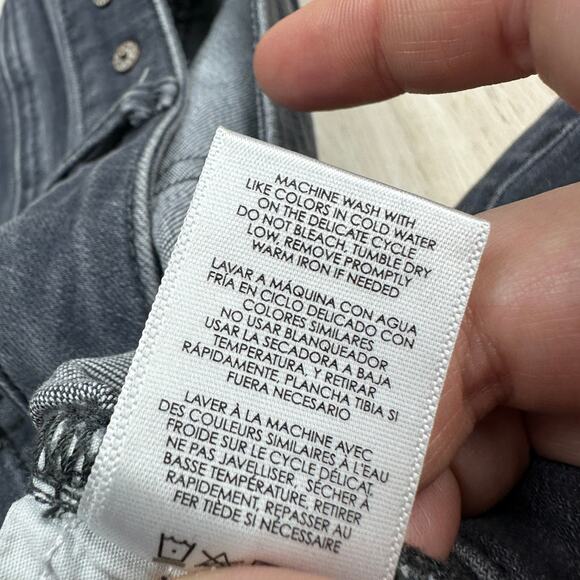 MACHINE WASH WITH
LIKE COLORS IN COLD WATER
ON THE DELICATE CYCLE
DO NOT BLEACH, TUMBLE DRY
LOW, REMOVE PROMPTLY
WARM IRON IF NEEDED
LAVAR A MÁQUINA CON AGUA
FRÍA EN CICLO DELICADO CON
COLORES SIMILARES
NO USAR BLANQUEADOR
USAR LA SECADORA A BAJA
TEMPERATURA, Y RETIRAR
RÁPIDAMENTE, PLANCHA TIBIA SI
FUERA NECESARIO
LAVER À LA MACHINE AVEC
DES COULEURS SIMILAIRES À L'EAU
FROIDE SUR LE CYCLE DÉLICAT,
NE PAS JAVELLISER, SÉCHER À
BASSE TEMPÉRATURE, RETIRER
RAPIDEMENT, REPASSER AU
FER TIÈDE SI NÉCESSAIRE